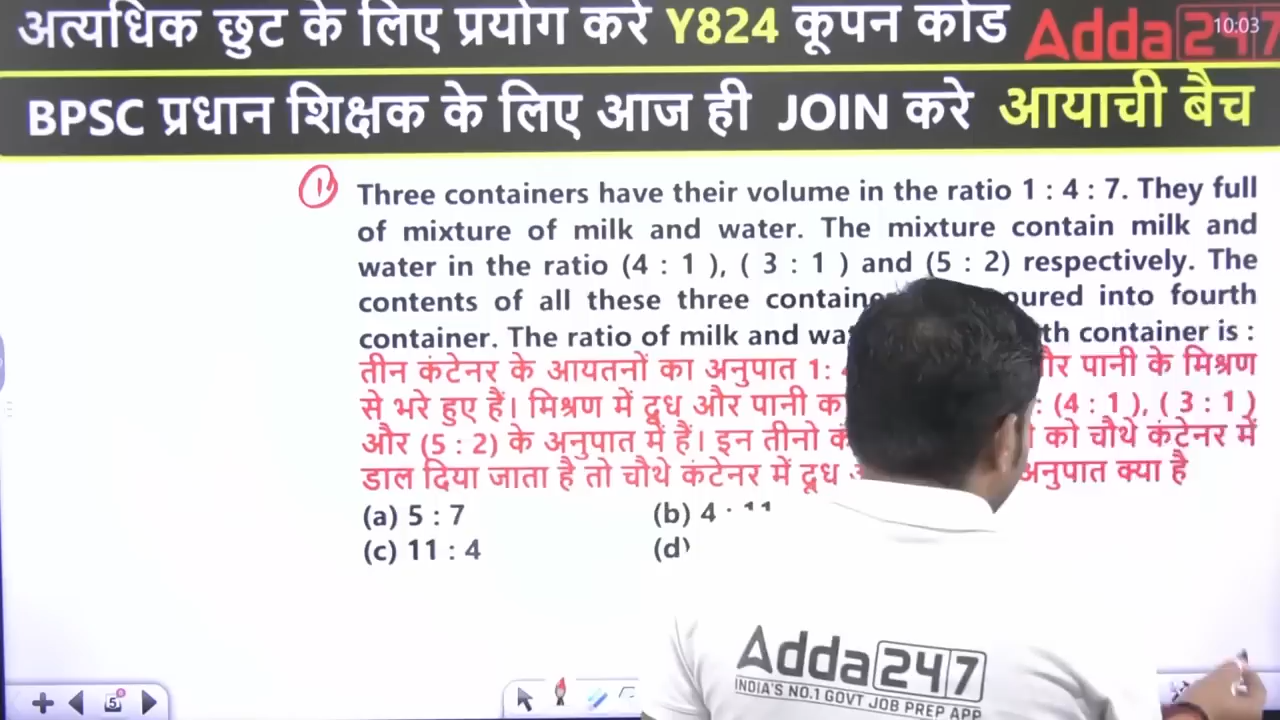 अत्यधिक छुट के लिए प्रयोग करे Y824 कूपन कोड Adda247
10:03
BPSC प्रधान शिक्षक के लिए आज ही JOIN करे आयाची बैच
1
Three containers have their volume in the ratio 1 : 4 : 7. They full
of mixture of milk and water. The mixture contain milk and
water in the ratio (4 : 1 ), ( 3 : 1 ) and (5 : 2) respectively. The
contents of all these three into fourth
container. The ratio of milk and container is :
तीन कंटेनर के आयतनों का अनुपात 1: पानी के मिश्रण
से भरे हुए हैं। मिश्रण में दूध और पानी : (4 : 1 ), ( 3 : 1 )
और (5 : 2) के अनुपात में हैं। इन तीनो को चौथे कंटेनर में
डाल दिया जाता है तो चौथे कंटेनर में दूध अनुपात क्या है
(a) 5 : 7 (b) 4
(c) 11 : 4 (d)
5
Adda247
INDIA'S NO.1 GOVT JOB PREP APP